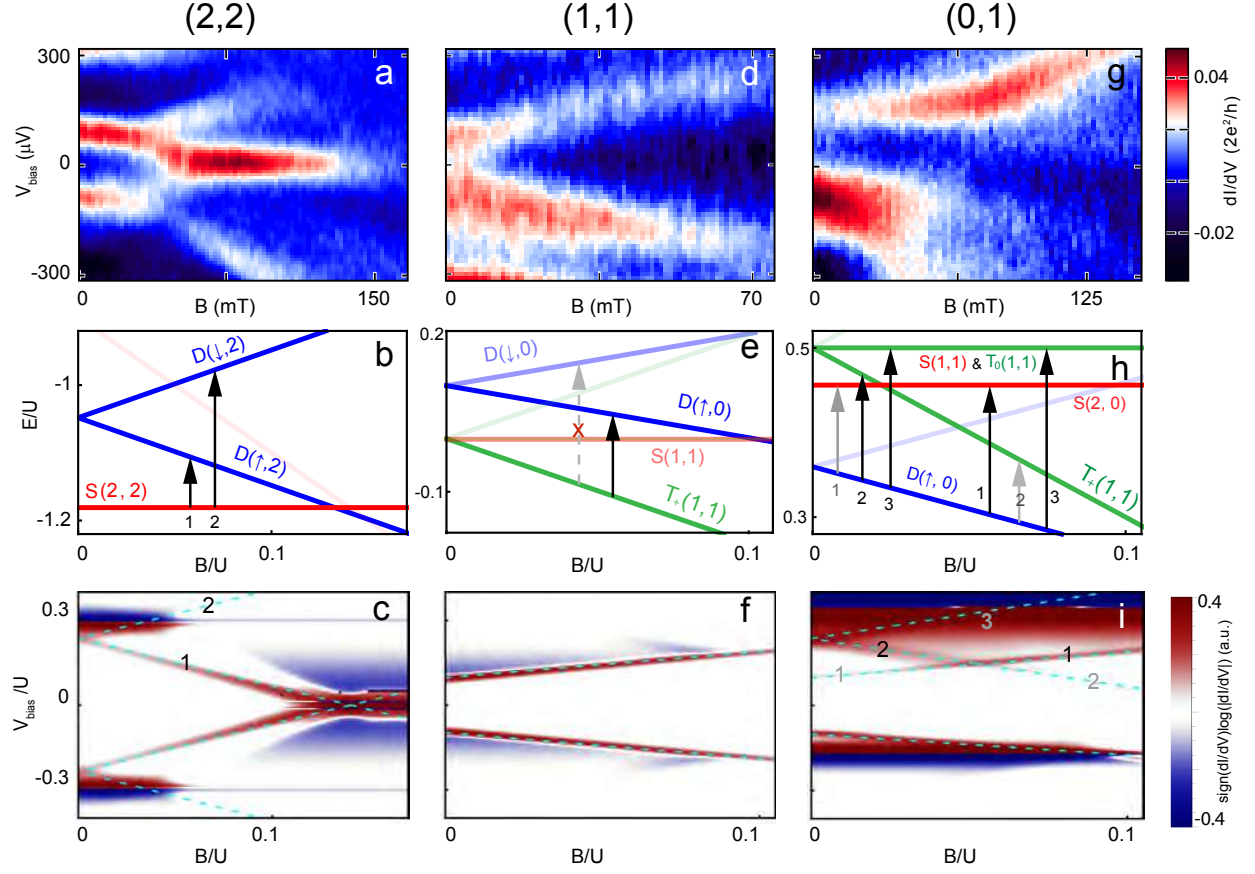 (2,2)
(1,1)
(0,1)
300
0
-300
V_bias (μV)
a
0
150
B (mT)
d
0
70
B (mT)
g
0
125
B (mT)
0.04
-0.02
dI/dV (2e²/h)
-1
-1.2
E/U
b
D(↓,2)
D(↑,2)
S(2, 2)
1
2
0
0.1
B/U
0.2
-0.1
e
D(↓,0)
D(↑,0)
x
S(1,1)
T₊(1,1)
0
0.1
B/U
0.5
0.3
h
S(1,1) & T₀(1,1)
S(2, 0)
D(↑, 0)
T₊(1,1)
1
2
3
1
2
3
0
0.1
B/U
0.3
0
-0.3
V_bias/U
c
2
1
0
0.1
B/U
f
0
0.1
B/U
i
3
2
1
1
2
0
0.1
B/U
0.4
-0.4
sign(dI/dV)log(|dI/dV|) (a.u.)